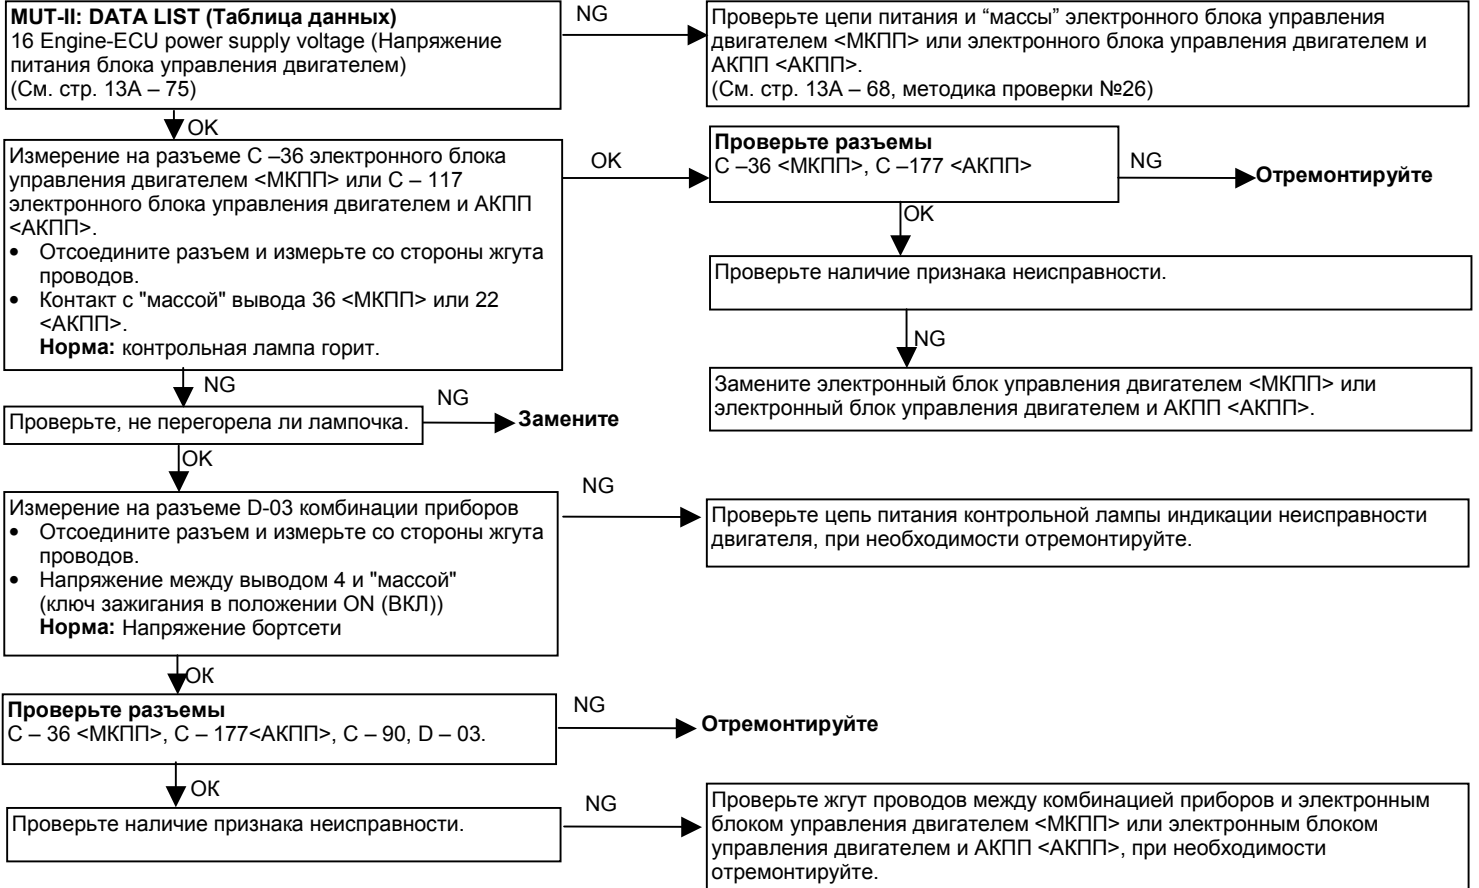 MUT-II: DATA LIST (Таблица данных)
16 Engine-ECU power supply voltage (Напряжение
питания блока управления двигателем)
(См. стр. 13А – 75)
NG
Проверьте цепи питания и “массы” электронного блока управления
двигателем <МКПП> или электронного блока управления двигателем и
АКПП <АКПП>.
(См. стр. 13А – 68, методика проверки №26)
OK
Измерение на разъеме С –36 электронного блока
управления двигателем <МКПП> или С – 117
электронного блока управления двигателем и АКПП
<АКПП>.
• Отсоедините разъем и измерьте со стороны жгута
проводов.
• Контакт с "массой" вывода 36 <МКПП> или 22
<АКПП>.
Норма: контрольная лампа горит.
OK
Проверьте разъемы
С –36 <МКПП>, С –177 <АКПП>
NG
Отремонтируйте
OK
Проверьте наличие признака неисправности.
NG
Замените электронный блок управления двигателем <МКПП> или
электронный блок управления двигателем и АКПП <АКПП>.
NG
Проверьте, не перегорела ли лампочка.
NG
Замените
OK
Измерение на разъеме D-03 комбинации приборов
• Отсоедините разъем и измерьте со стороны жгута
проводов.
• Напряжение между выводом 4 и "массой"
(ключ зажигания в положении ON (ВКЛ))
Норма: Напряжение бортсети
NG
Проверьте цепь питания контрольной лампы индикации неисправности
двигателя, при необходимости отремонтируйте.
OK
Проверьте разъемы
С – 36 <МКПП>, С – 177<АКПП>, С – 90, D – 03.
NG
Отремонтируйте
OK
Проверьте наличие признака неисправности.
NG
Проверьте жгут проводов между комбинацией приборов и электронным
блоком управления двигателем <МКПП> или электронным блоком
управления двигателем и АКПП <АКПП>, при необходимости
отремонтируйте.